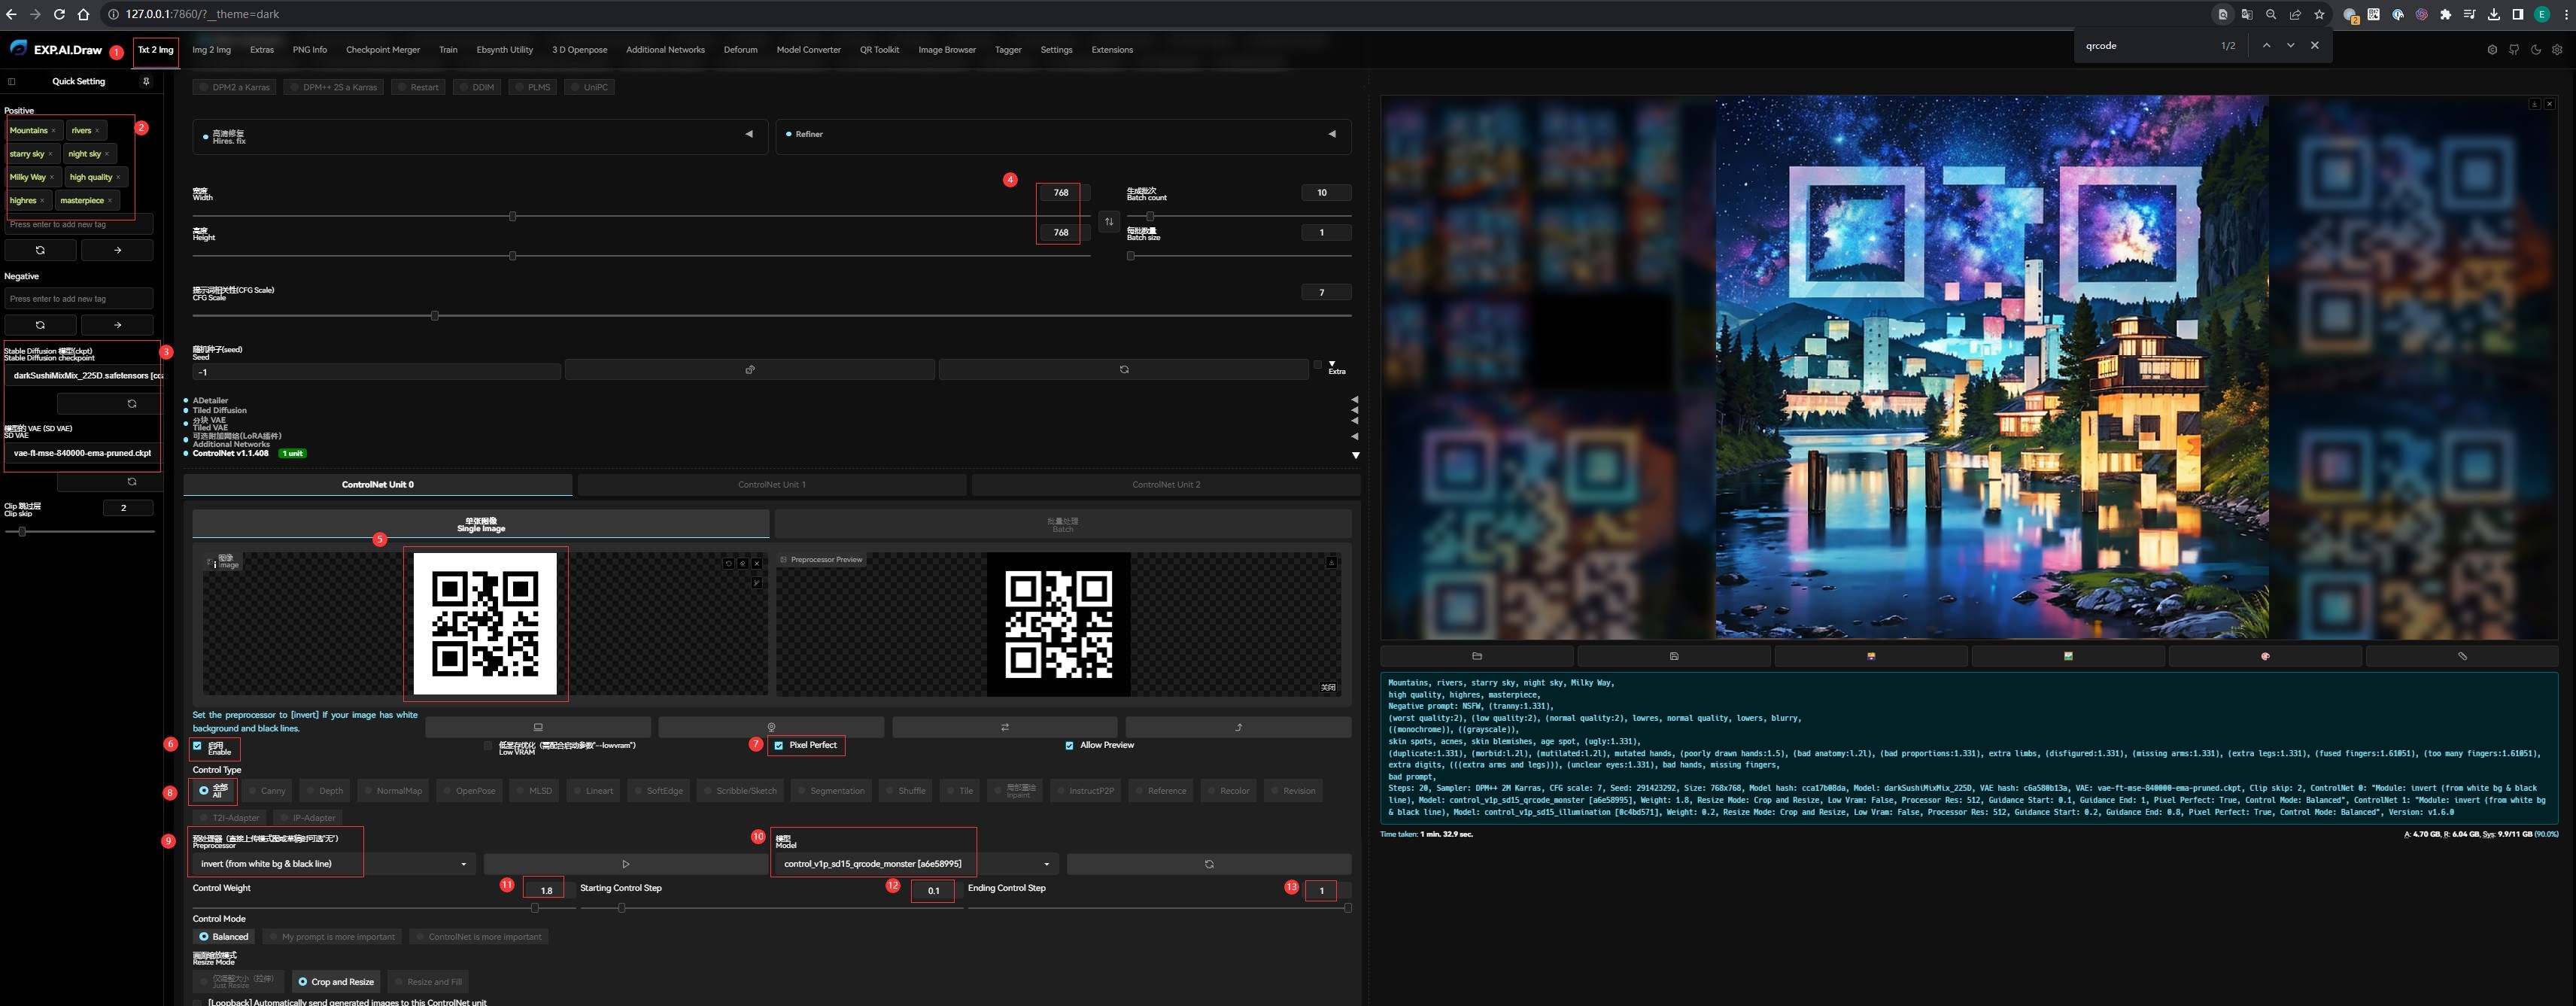 127.0.0.1:7860/?__theme=dark
qrcode
1/2
EXP.AI.Draw
1
Txt 2 Img
Img 2 Img
Extras
PNG Info
Checkpoint Merger
Train
Ebsynth Utility
3 D Openpose
Additional Networks
Deforum
Model Converter
QR Toolkit
Image Browser
Tagger
Settings
Extensions
Quick Setting
Positive
Mountains ×
rivers ×
2
starry sky ×
night sky ×
Milky Way ×
high quality ×
highres ×
masterpiece ×
Press enter to add new tag
Negative
Press enter to add new tag
3
Stable Diffusion 模型(ckpt)
Stable Diffusion checkpoint
darkSushiMixMix_225D.safetensors [cc
模型的 VAE (SD VAE)
SD VAE
vae-ft-mse-840000-ema-pruned.ckpt
Clip 跳过层
Clip skip
2
DPM2 a Karras
DPM++ 2S a Karras
Restart
DDIM
PLMS
UniPC
高清修复
Hires. fix
Refiner
宽度
Width
4
768
生成批次
Batch count
10
高度
Height
768
每批数量
Batch size
1
提示词相关性(CFG Scale)
CFG Scale
7
随机种子(seed)
Seed
-1
Extra
ADetailer
Tiled Diffusion
分块 VAE
Tiled VAE
可选附加网络(LoRA插件)
Additional Networks
ControlNet v1.1.408
1 unit
ControlNet Unit 0
ControlNet Unit 1
ControlNet Unit 2
单张图像
Single Image
批量处理
Batch
5
图像
Image
Preprocessor Preview
关闭
Set the preprocessor to [invert] If your image has white
background and black lines.
6
启用
Enable
低显存优化（需配合启动参数"--lowvram"）
Low VRAM
7
Pixel Perfect
Allow Preview
Control Type
8
全部
All
Canny
Depth
NormalMap
OpenPose
MLSD
Lineart
SoftEdge
Scribble/Sketch
Segmentation
Shuffle
Tile
局部重绘
Inpaint
InstructP2P
Reference
Recolor
Revision
T2I-Adapter
IP-Adapter
9
预处理器（直接上传模式图或草稿时可选"无"）
Preprocessor
invert (from white bg & black line)
10
模型
Model
control_v1p_sd15_qrcode_monster [a6e58995]
Control Weight
11
1.8
Starting Control Step
12
0.1
Ending Control Step
13
1
Control Mode
Balanced
My prompt is more important
ControlNet is more important
画面缩放模式
Resize Mode
仅调整大小（拉伸）
Just Resize
Crop and Resize
Resize and Fill
[Loopback] Automatically send generated images to this ControlNet unit
Mountains, rivers, starry sky, night sky, Milky Way,
high quality, highres, masterpiece,
Negative prompt: NSFW, (tranny:1.331),
(worst quality:2), (low quality:2), (normal quality:2), lowres, normal quality, lowers, blurry,
((monochrome)), ((grayscale)),
skin spots, acnes, skin blemishes, age spot, (ugly:1.331),
(duplicate:1.331), (morbid:1.2l), (mutilated:1.2l), mutated hands, (poorly drawn hands:1.5), (bad anatomy:1.2l), (bad proportions:1.331), extra limbs, (disfigured:1.331), (missing arms:1.331), (extra legs:1.331), (fused fingers:1.61051), (too many fingers:1.61051),
extra digits, (((extra arms and legs))), (unclear eyes:1.331), bad hands, missing fingers,
bad prompt,
Steps: 20, Sampler: DPM++ 2M Karras, CFG scale: 7, Seed: 291423292, Size: 768x768, Model hash: cca17b08da, Model: darkSushiMixMix_225D, VAE hash: c6a580b13a, VAE: vae-ft-mse-840000-ema-pruned.ckpt, Clip skip: 2, ControlNet 0: "Module: invert (from white bg & black
line), Model: control_v1p_sd15_qrcode_monster [a6e58995], Weight: 1.8, Resize Mode: Crop and Resize, Low Vram: False, Processor Res: 512, Guidance Start: 0.1, Guidance End: 1, Pixel Perfect: True, Control Mode: Balanced", ControlNet 1: "Module: invert (from white bg
& black line), Model: control_v1p_sd15_illumination [0c4bd571], Weight: 0.2, Resize Mode: Crop and Resize, Low Vram: False, Processor Res: 512, Guidance Start: 0.2, Guidance End: 0.8, Pixel Perfect: True, Control Mode: Balanced", Version: v1.6.0
Time taken: 1 min. 32.9 sec.
A: 4.70 GB, R: 6.04 GB, Sys: 9.9/11 GB (90.0%)